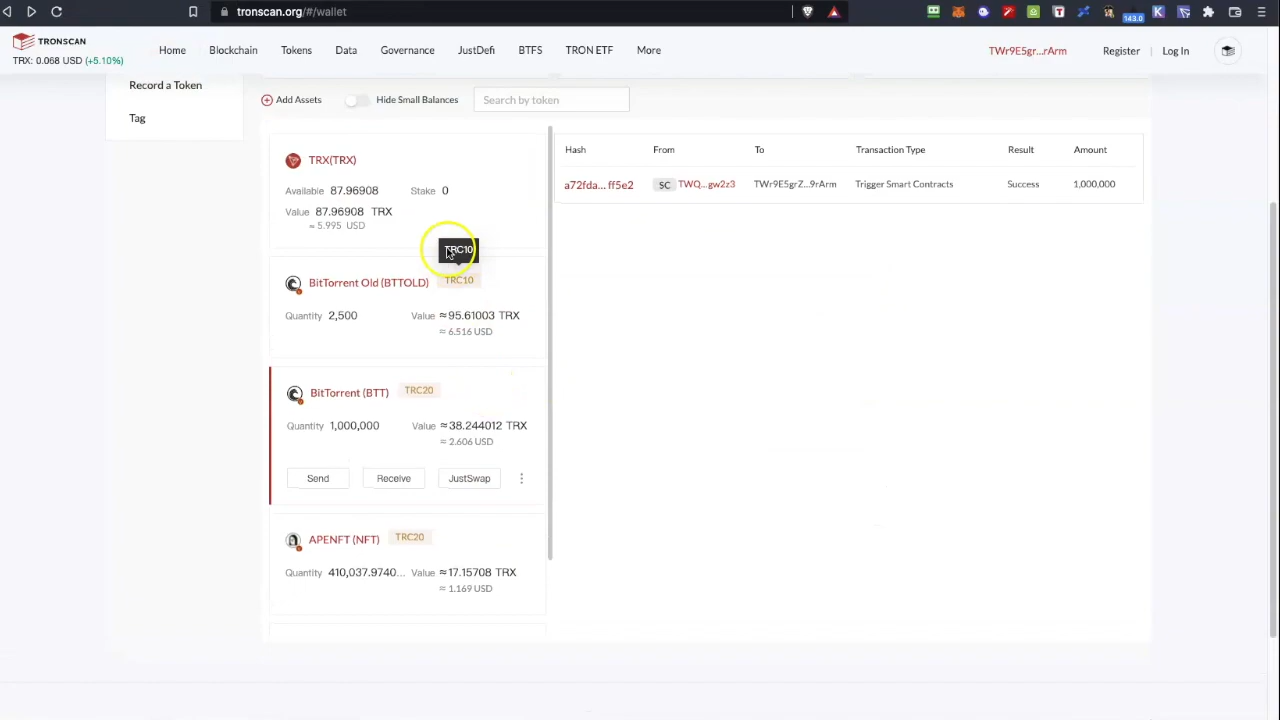 tronscan.org/#/wallet
143.0
TRONSCAN
TRX: 0.068 USD (+5.10%)
Home Blockchain Tokens Data Governance JustDefi BTFS TRON ETF More
TWr9E5gr...rArm Register Log In
Record a Token
Tag
Add Assets Hide Small Balances Search by token
TRX(TRX)
Available 87.96908 Stake 0
Value 87.96908 TRX
≈ 5.995 USD
TRC10
BitTorrent Old (BTTOLD) TRC10
Quantity 2,500 Value ≈95.61003 TRX
≈ 6.516 USD
BitTorrent (BTT) TRC20
Quantity 1,000,000 Value ≈38.244012 TRX
≈ 2.606 USD
Send Receive JustSwap
APENFT (NFT) TRC20
Quantity 410,037.9740... Value ≈17.15708 TRX
≈ 1.169 USD
Hash From To Transaction Type Result Amount
a72fda... ff5e2 SC TWQ...gw2z3 TWr9E5grZ...9rArm Trigger Smart Contracts Success 1,000,000